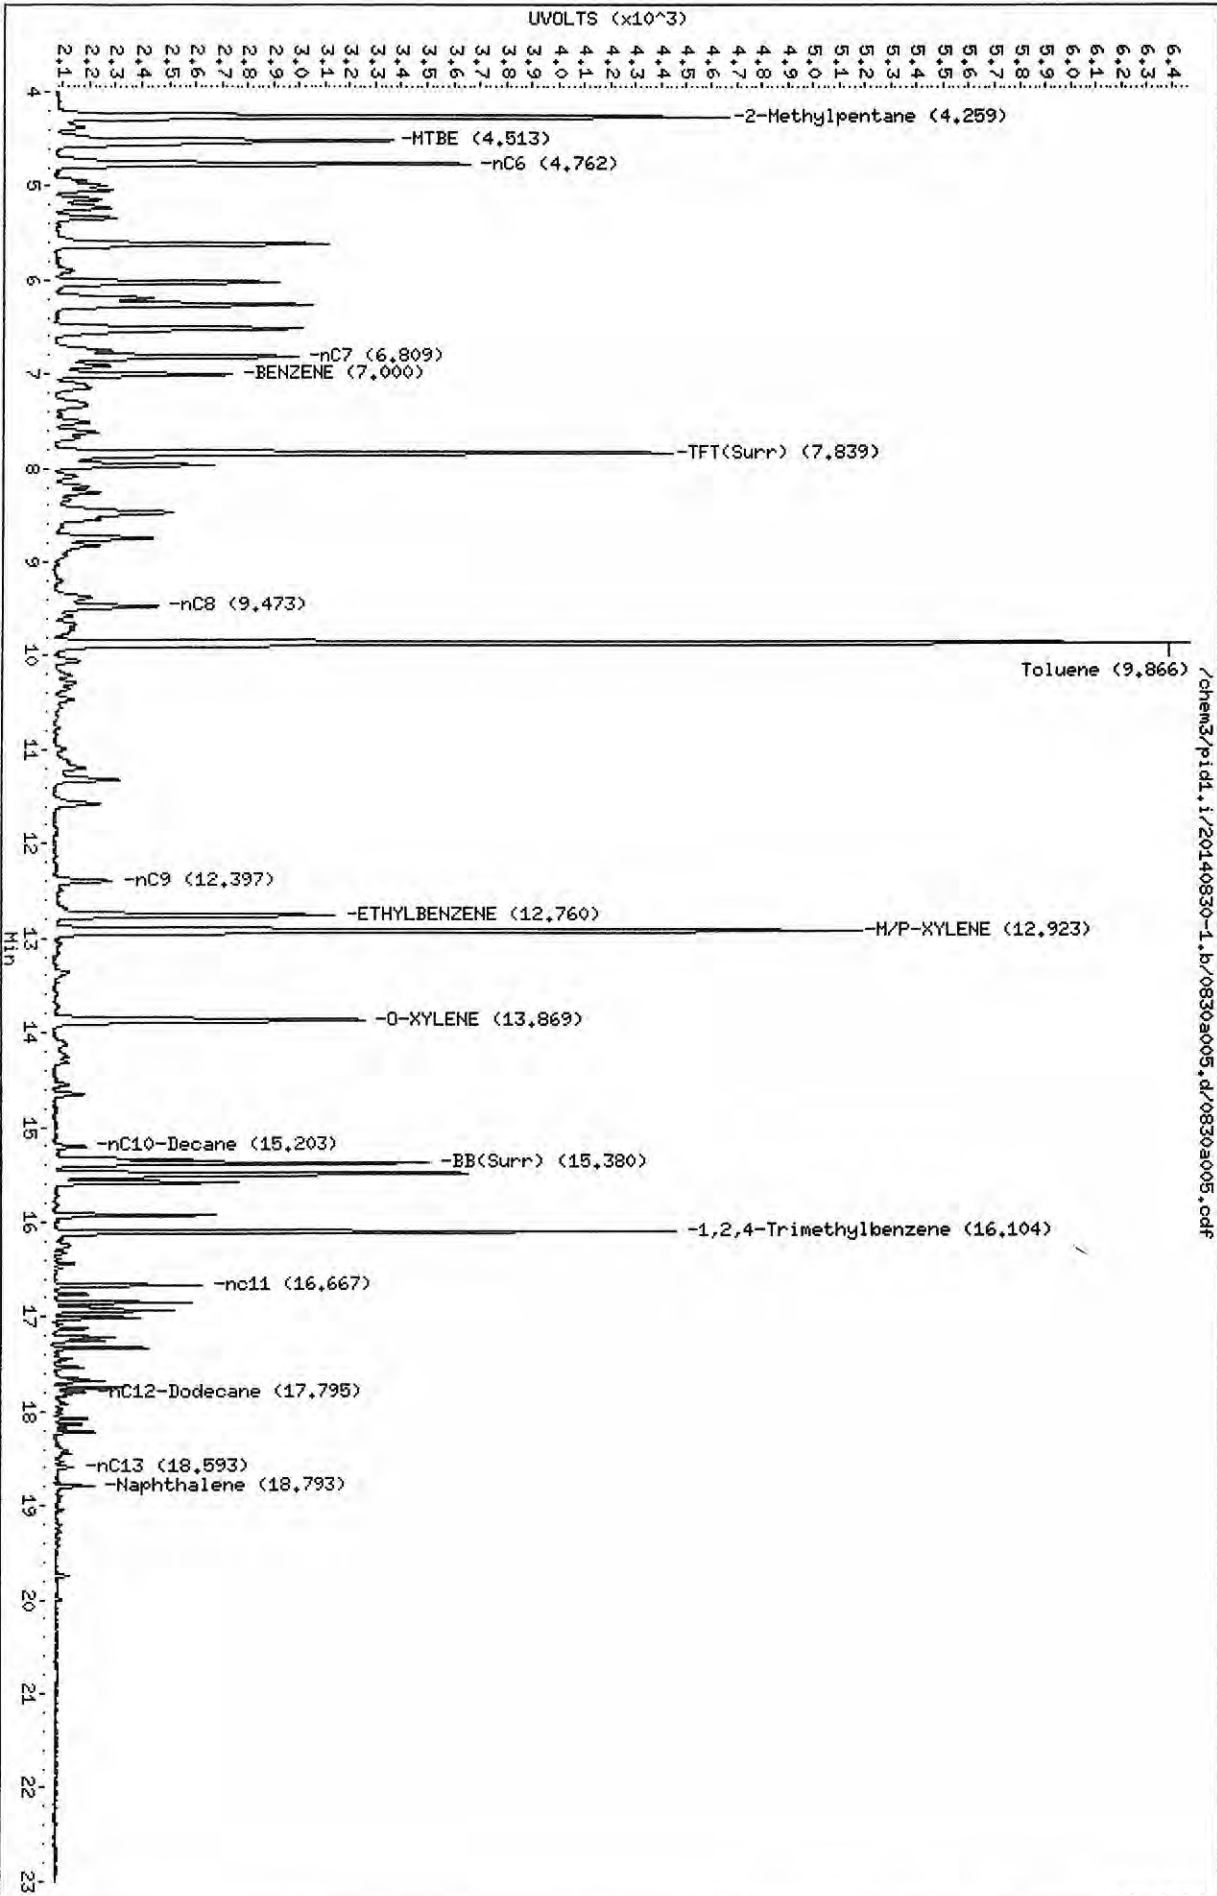 UVOLTS (x10^3)
2.1
2.2
2.3
2.4
2.5
2.6
2.7
2.8
2.9
3.0
3.1
3.2
3.3
3.4
3.5
3.6
3.7
3.8
3.9
4.0
4.1
4.2
4.3
4.4
4.5
4.6
4.7
4.8
4.9
5.0
5.1
5.2
5.3
5.4
5.5
5.6
5.7
5.8
5.9
6.0
6.1
6.2
6.3
6.4
4
-2-Methylpentane (4.259)
-MTBE (4.513)
-nC6 (4.762)
5
6
-nC7 (6.809)
7
-BENZENE (7.000)
-TFT(Surr) (7.839)
8
9
-nC8 (9.473)
10
Toluene (9.866)
11
12
-nC9 (12.397)
-ETHYLBENZENE (12.760)
-M/P-XYLENE (12.923)
13
Min
-O-XYLENE (13.869)
14
15
-nC10-Decane (15.203)
-BB(Surr) (15.380)
16
-1,2,4-Trimethylbenzene (16.104)
-nc11 (16.667)
17
-nC12-Dodecane (17.795)
18
-nC13 (18.593)
-Naphthalene (18.793)
19
20
21
22
23
/chem3/pid1.i/20140830-1.b/0830a005.d/0830a005.cdf